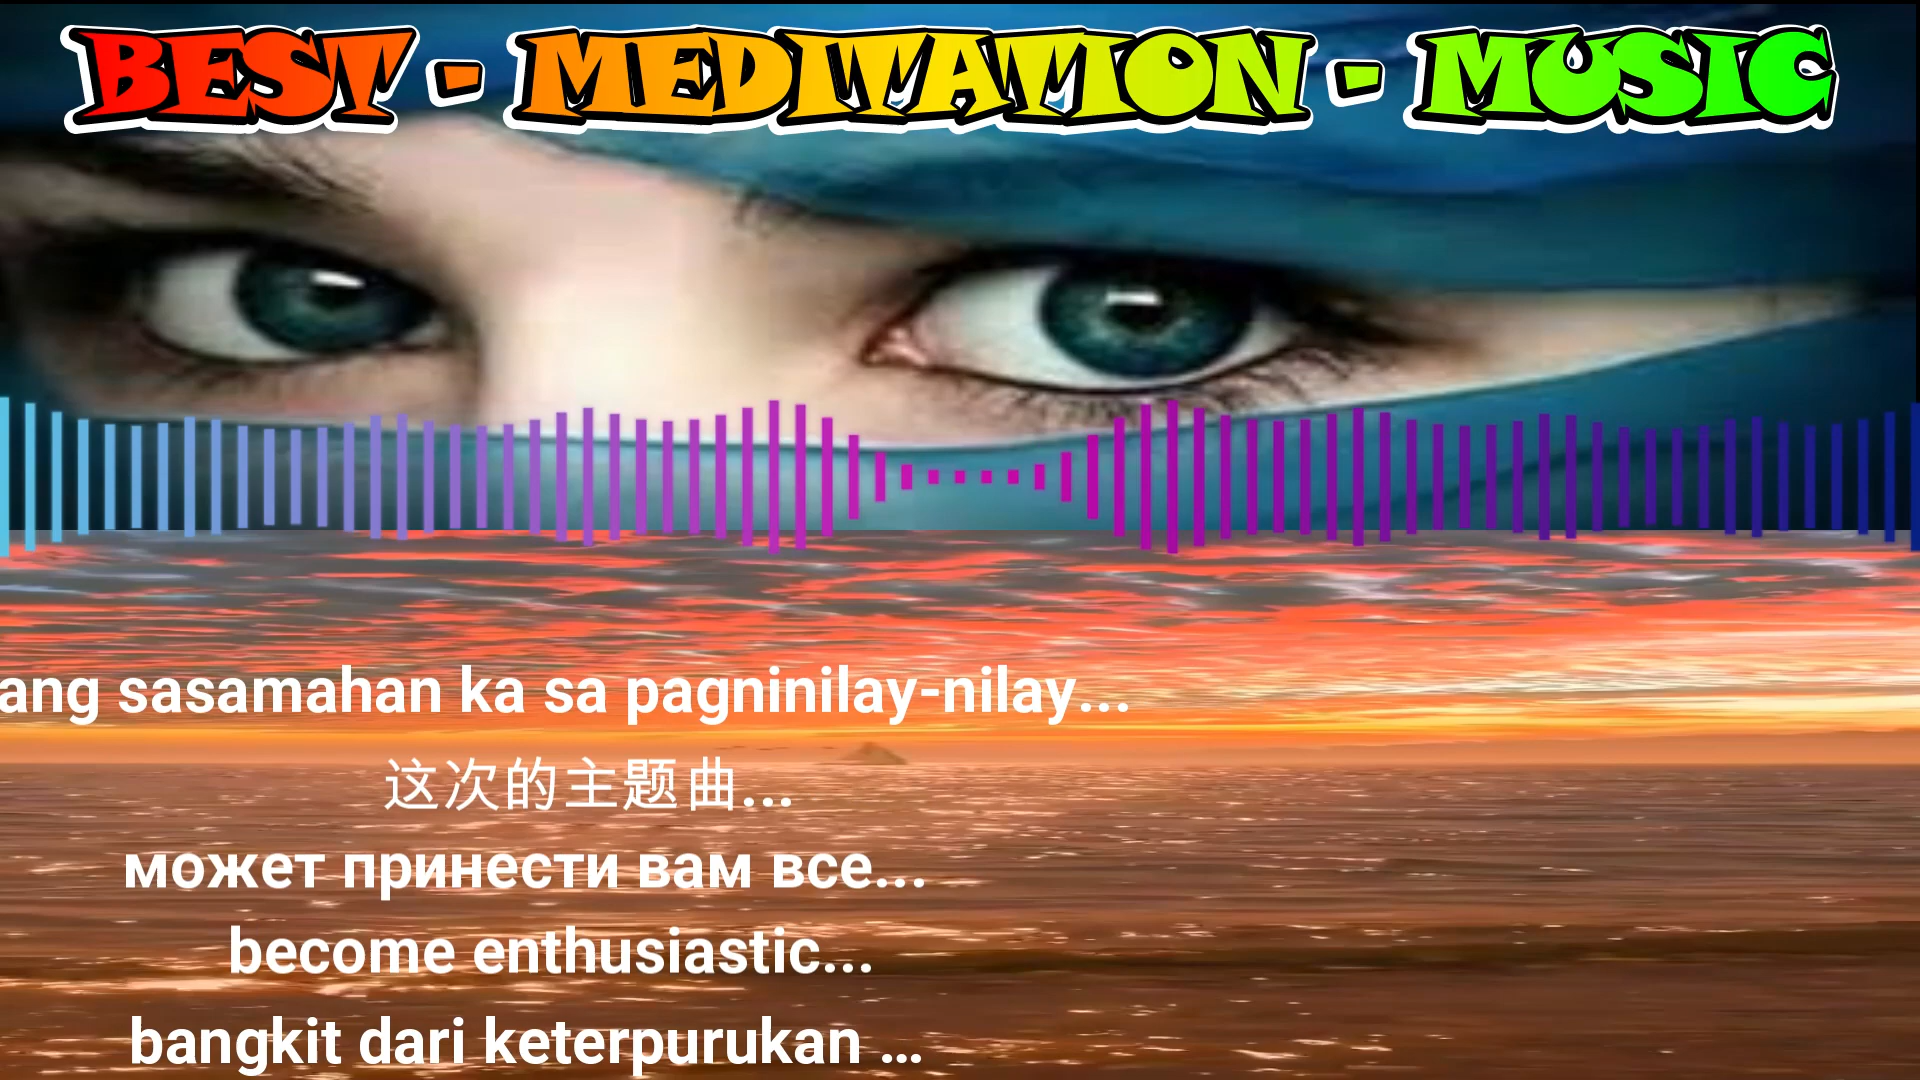 BEST - MEDITATION - MUSIC
ang sasamahan ka sa pagninilay-nilay...
这次的主题曲...
может принести вам все...
become enthusiastic...
bangkit dari keterpurukan ...